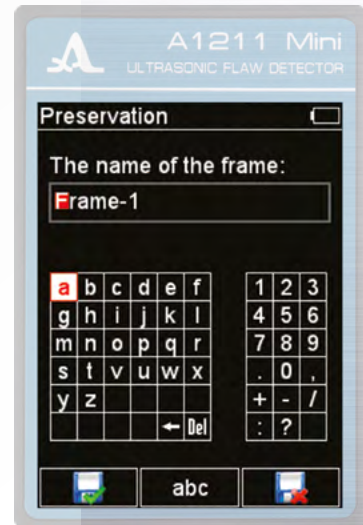 A1211 Mini
ULTRASONIC FLAW DETECTOR
Preservation
The name of the frame:
Frame-1
a b c d e f 1 2 3
g h i j k l 4 5 6
m n o p q r 7 8 9
s t v u w x . 0 ,
y z + - /
← Del : ?
abc